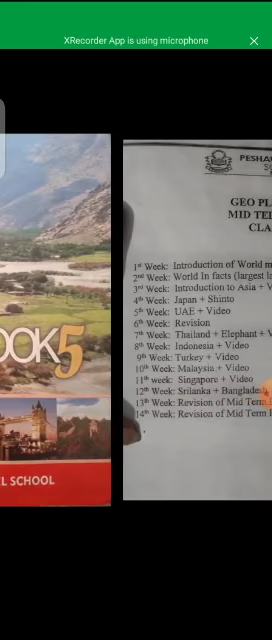 XRecorder App is using microphone
OOK5
L SCHOOL
PESHA
GEO PL
MID TE
CLA
1st Week: Introduction of World m
2nd Week: World In facts (largest la
3rd Week: Introduction to Asia + V
4th Week: Japan + Shinto
5th Week: UAE + Video
6th Week: Revision
7th Week: Thailand + Elephant + V
8th Week: Indonesia + Video
9th Week: Turkey + Video
10th Week: Malaysia + Video
11th week: Singapore + Video
12th Week: Srilanka + Banglade
13th Week: Revision of Mid Ter
14th Week: Revision of Mid Term